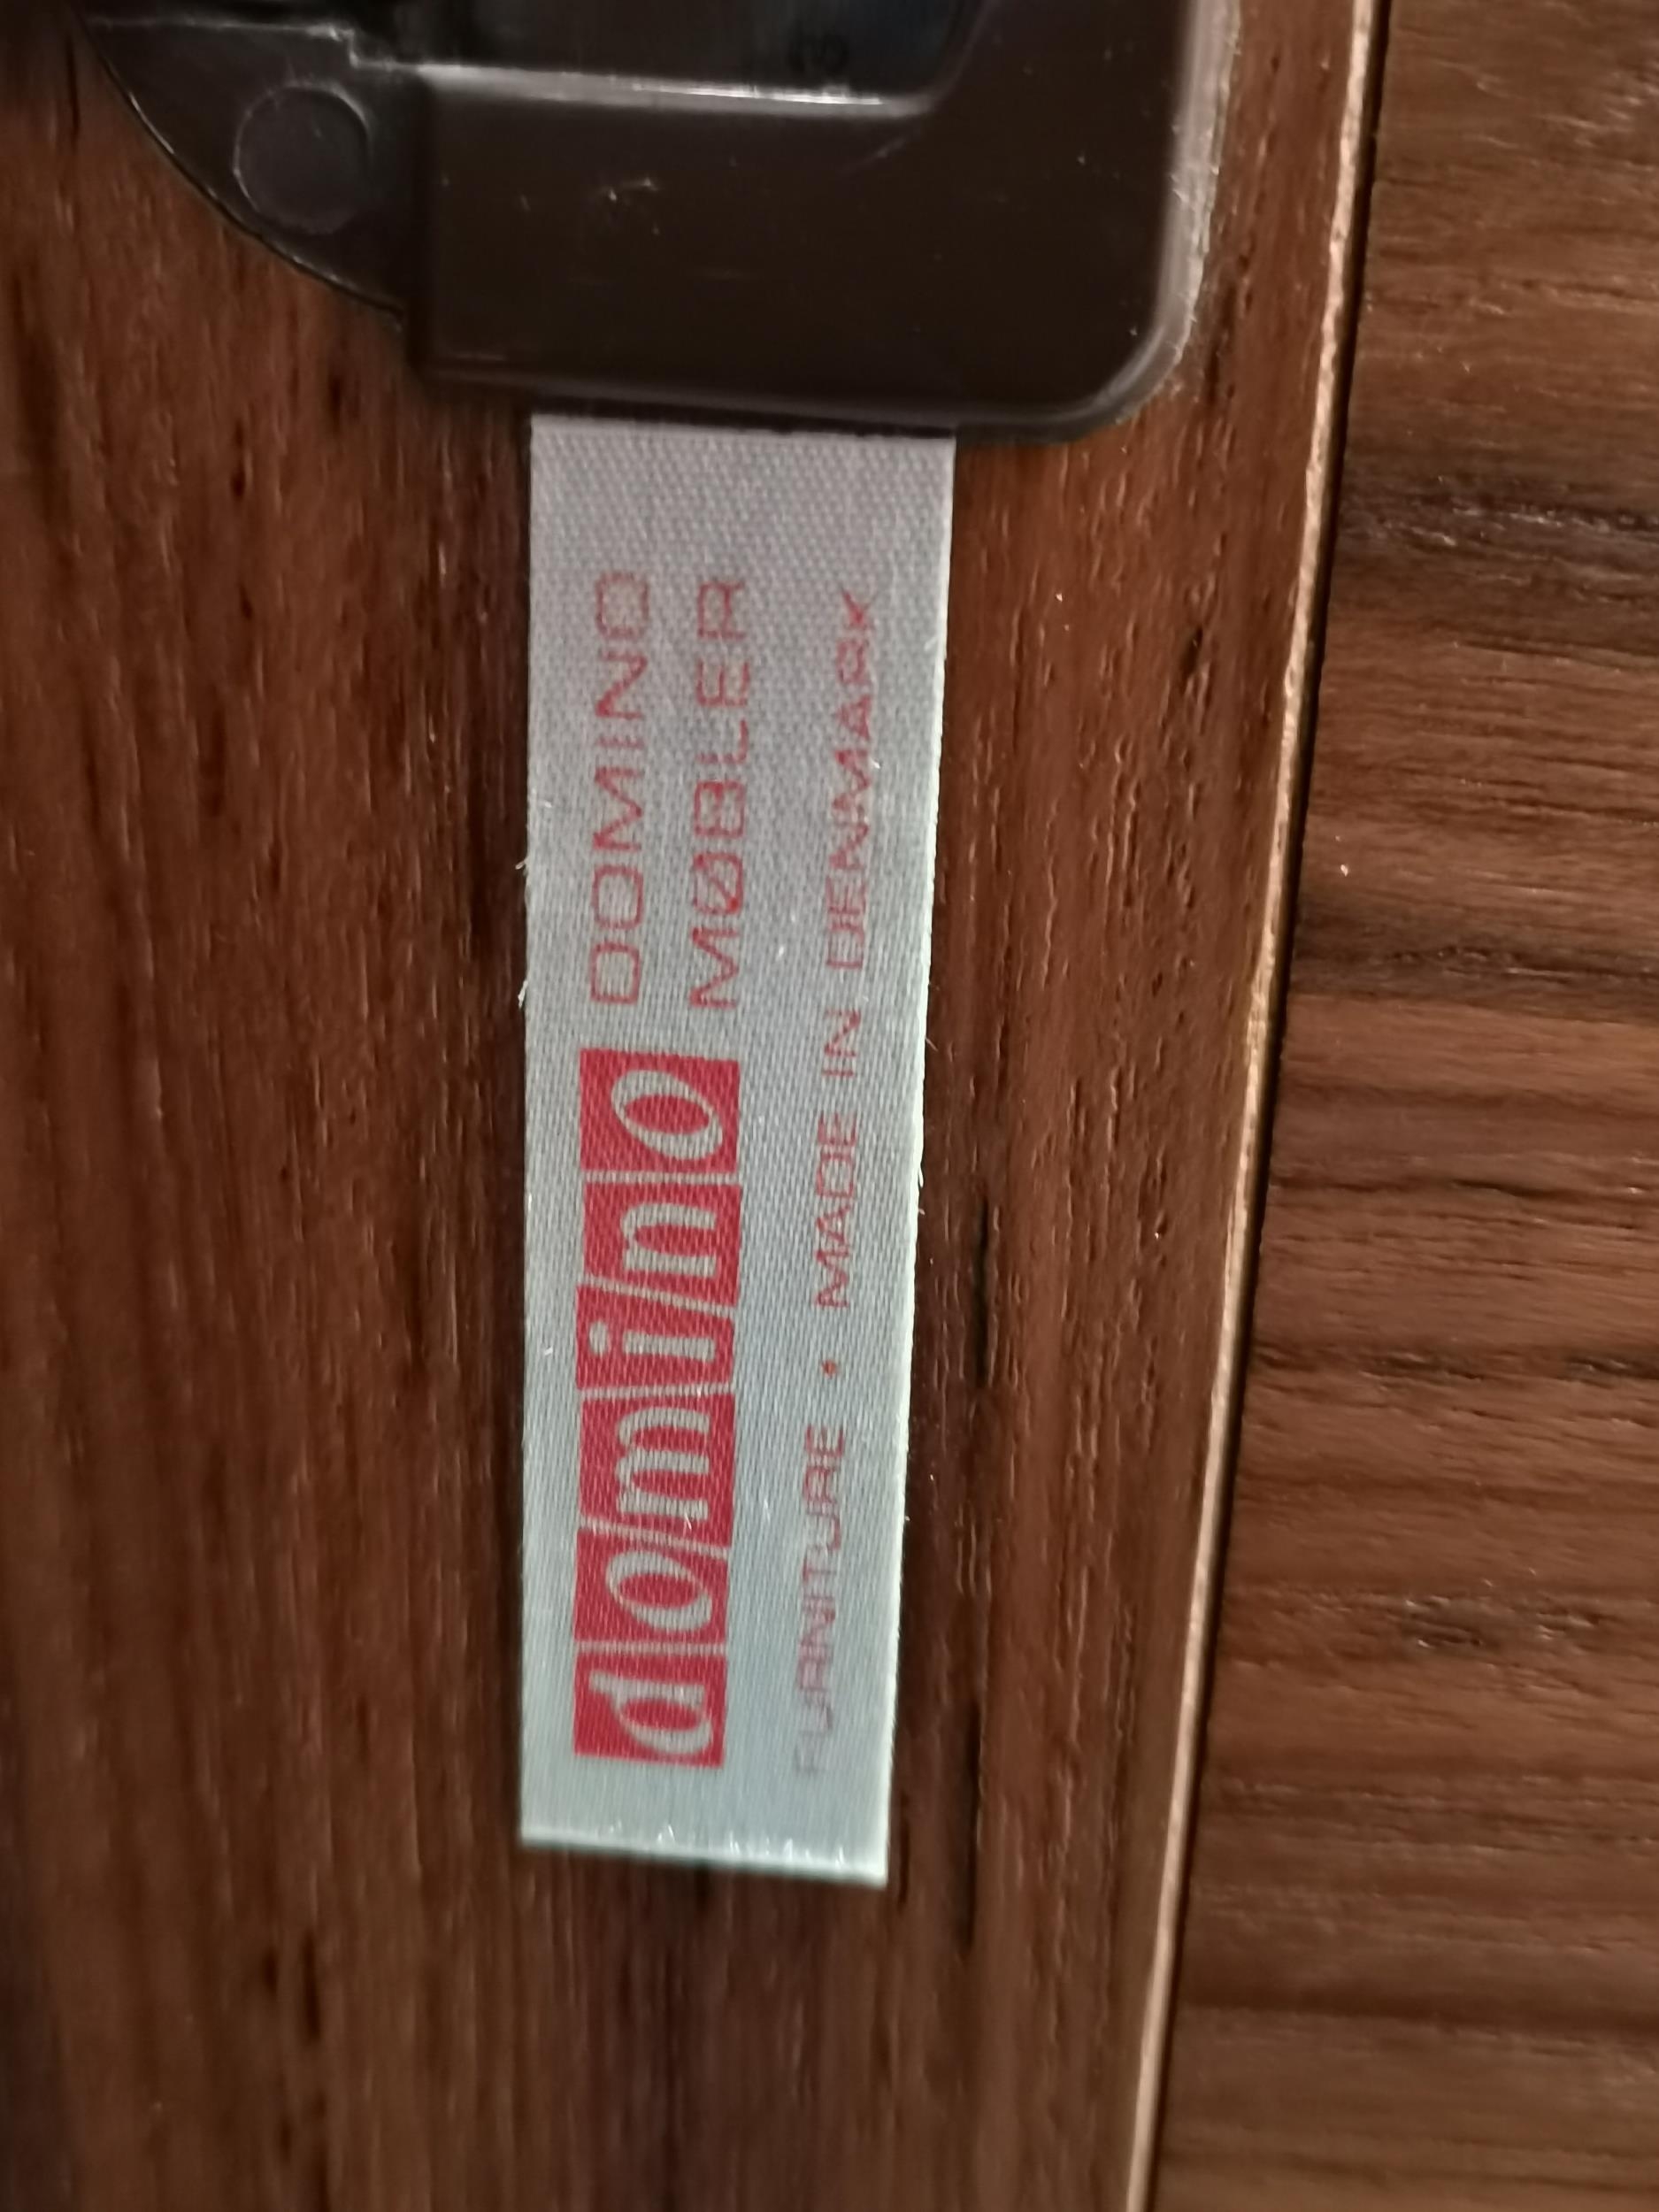 domino
DOMINO
MØBLER
FURNITURE • MADE IN DENMARK